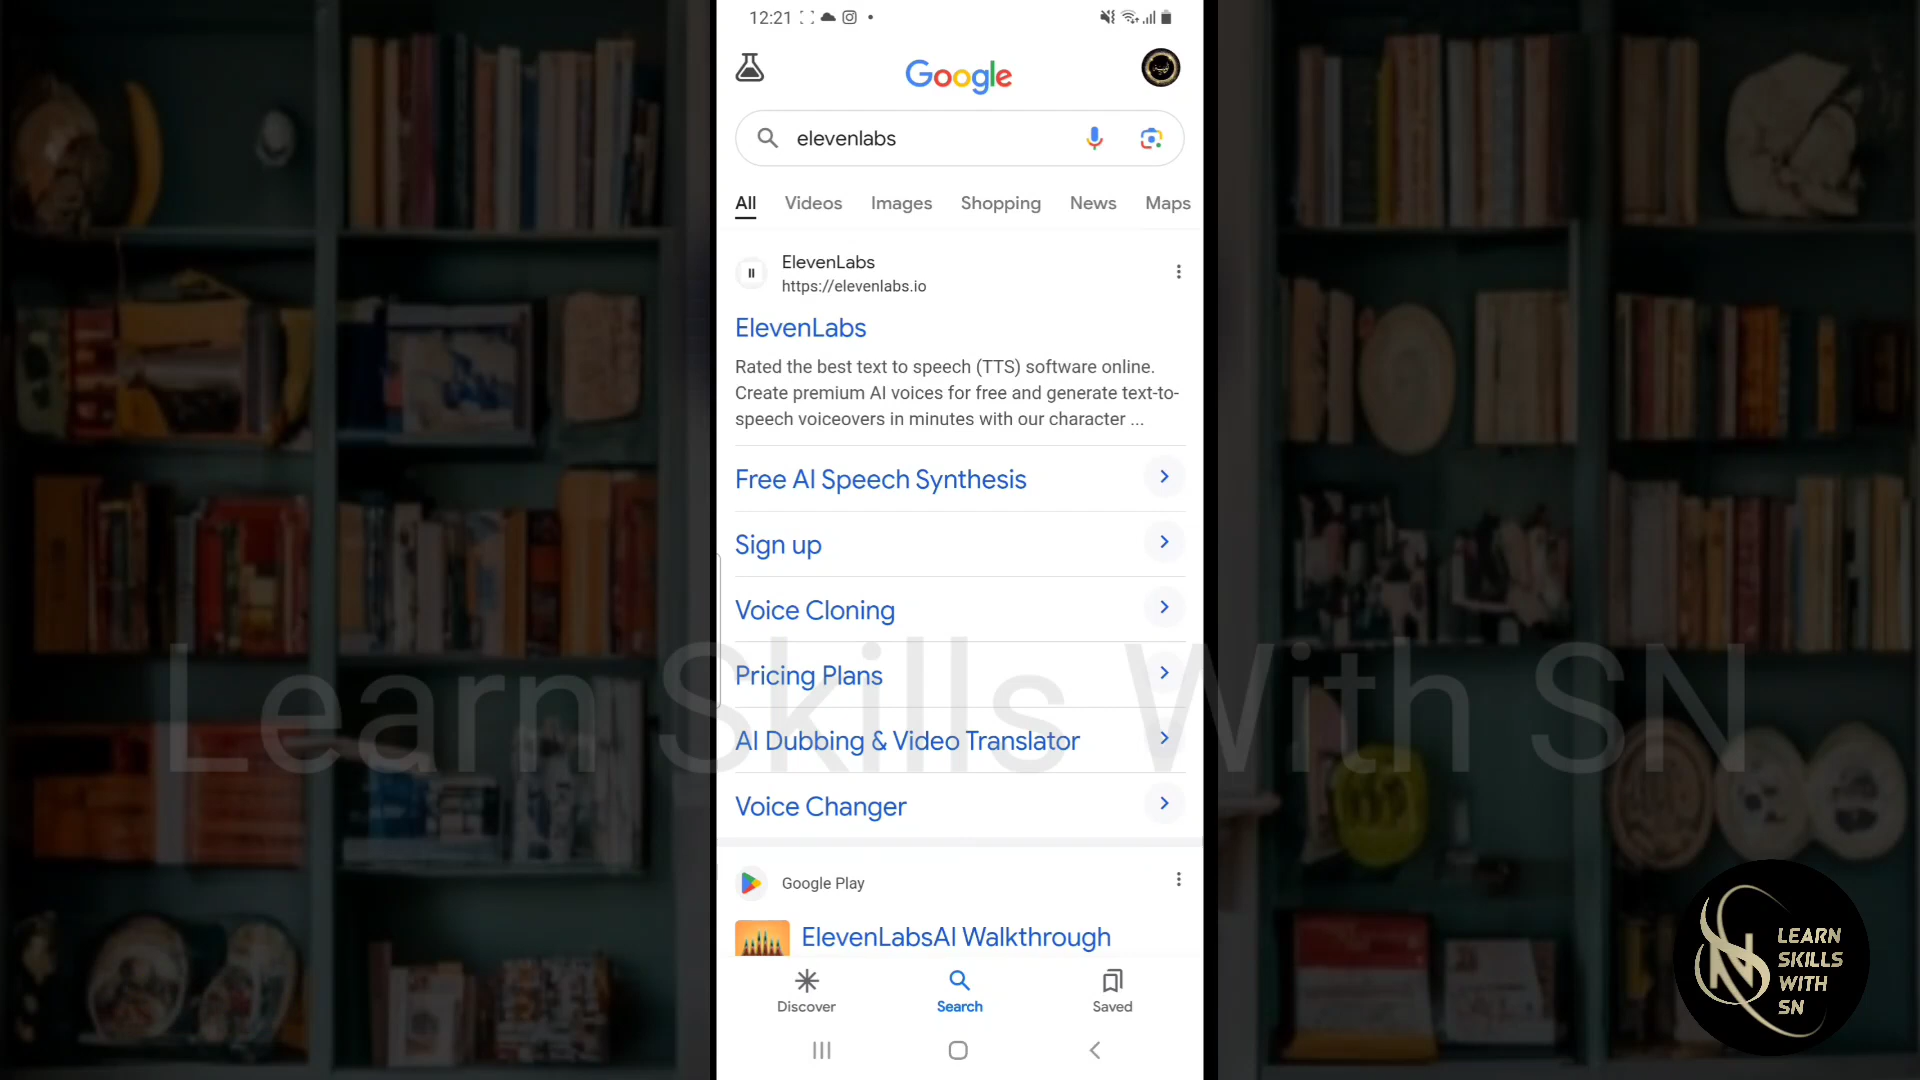 12:21
Google
elevenlabs
All Videos Images Shopping News Maps
ElevenLabs
https://elevenlabs.io
ElevenLabs
Rated the best text to speech (TTS) software online.
Create premium AI voices for free and generate text-to-
speech voiceovers in minutes with our character ...
Free AI Speech Synthesis
Sign up
Voice Cloning
Pricing Plans
AI Dubbing & Video Translator
Voice Changer
Learn Skills With SN
Google Play
ElevenLabsAI Walkthrough
Discover Search Saved
LEARN
SKILLS
WITH
SN